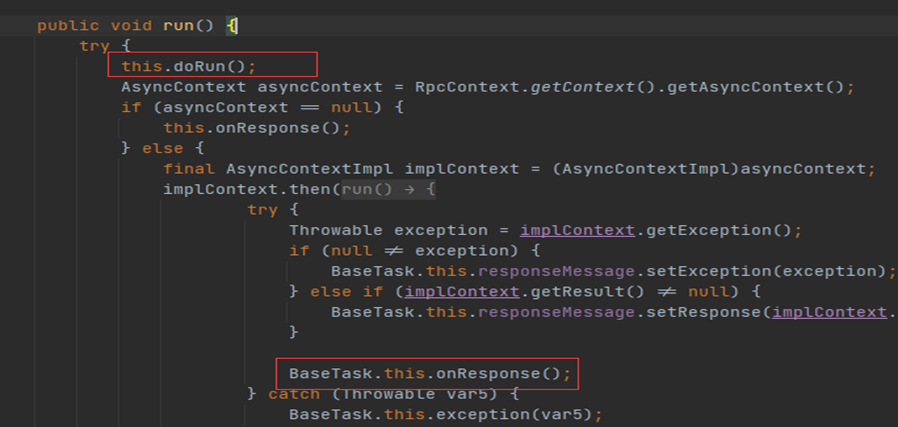 public void run() {
try {
this.doRun();
AsyncContext asyncContext = RpcContext.getContext().getAsyncContext();
if (asyncContext == null) {
this.onResponse();
} else {
final AsyncContextImpl implContext = (AsyncContextImpl)asyncContext;
implContext.then(run() → {
try {
Throwable exception = implContext.getException();
if (null ≠ exception) {
BaseTask.this.responseMessage.setException(exception);
} else if (implContext.getResult() ≠ null) {
BaseTask.this.responseMessage.setResponse(implContext.
}
BaseTask.this.onResponse();
} catch (Throwable var5) {
BaseTask.this.exception(var5);